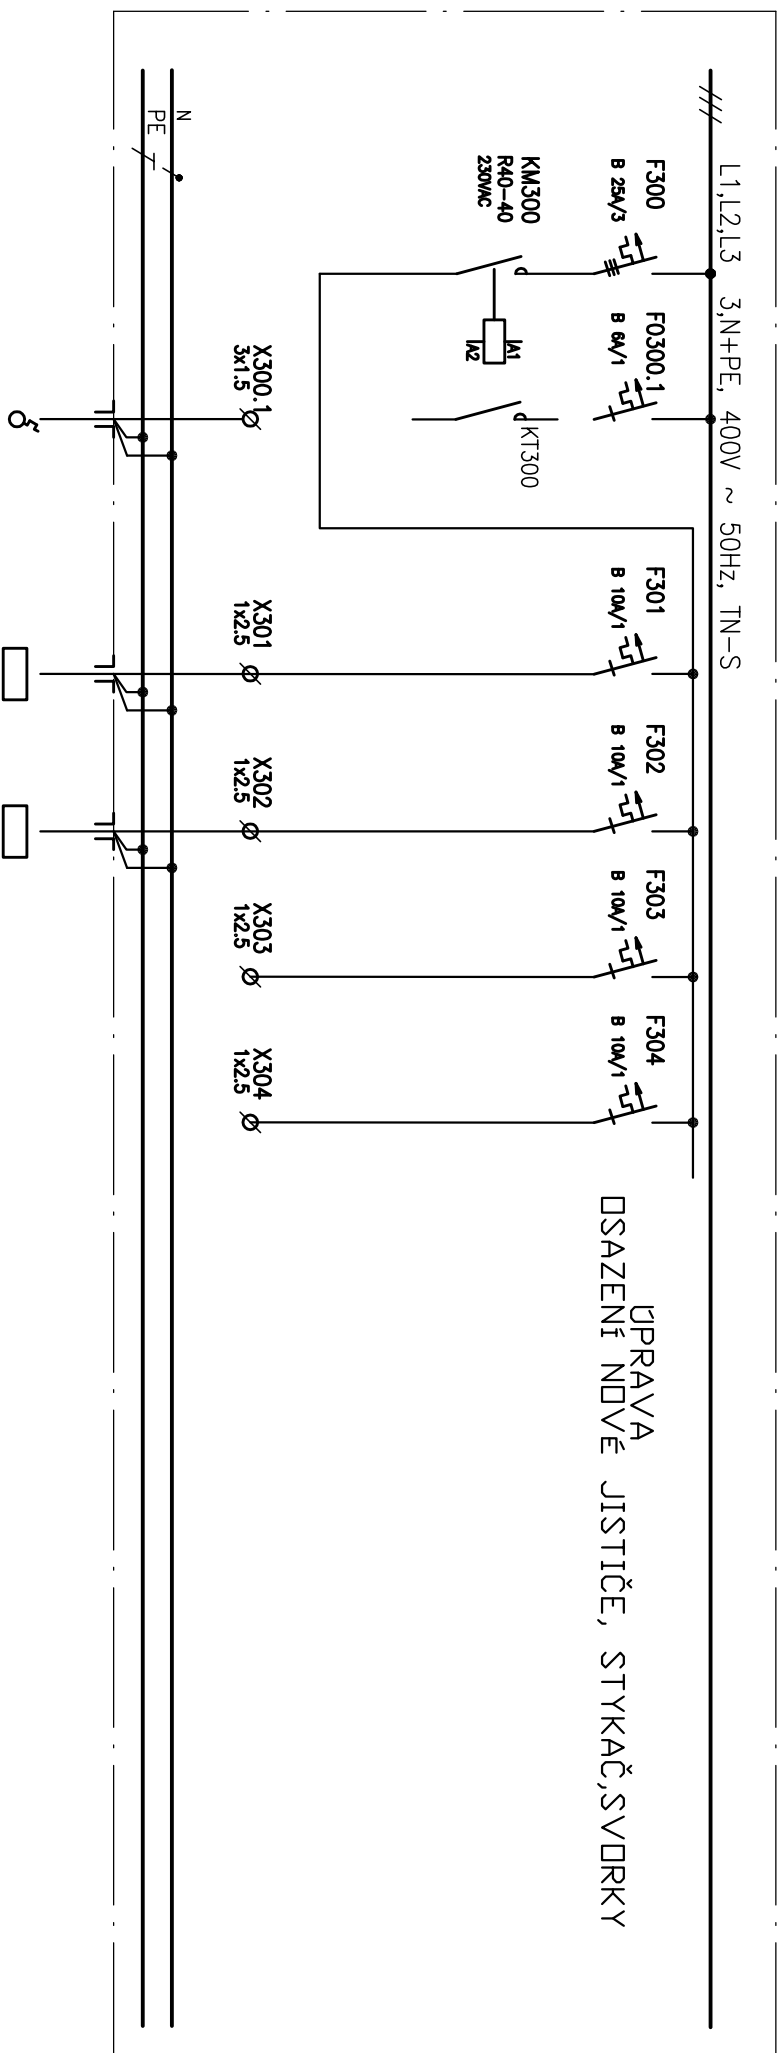 L1,L2,L3 3,N+PE, 400V ~ 50Hz, TN-S
F300
B 25A/3
F0300.1
B 6A/1
F301
B 10A/1
F302
B 10A/1
F303
B 10A/1
F304
B 10A/1
ÚPRAVA
OSAZENÍ NOVÉ JISTIČE, STYKAČ,SVORKY
KM300
R40-40
230VAC
A1
A2
KT300
X300.1
3x1.5
X301
1x2.5
X302
1x2.5
X303
1x2.5
X304
1x2.5
N
PE